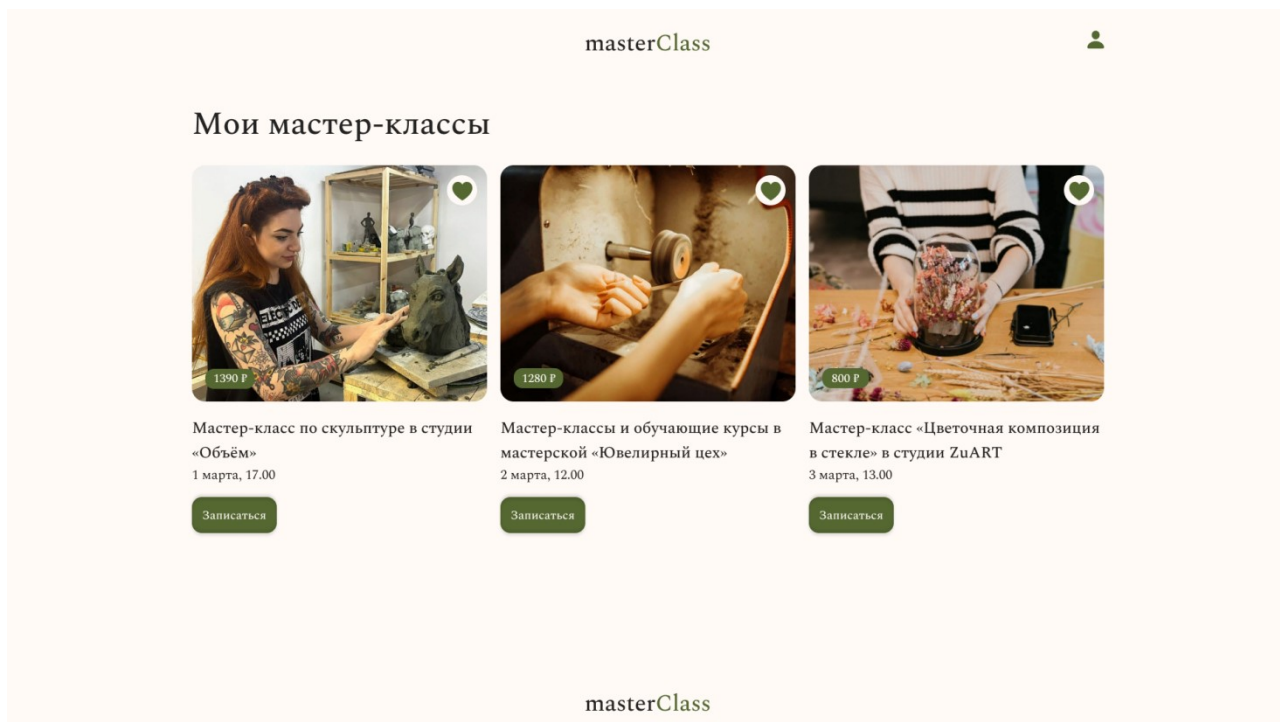 masterClass
Мои мастер-классы
1390 ₽
1280 ₽
800 ₽
Мастер-класс по скульптуре в студии
«Объём»
1 марта, 17.00
Записаться
Мастер-классы и обучающие курсы в
мастерской «Ювелирный цех»
2 марта, 12.00
Записаться
Мастер-класс «Цветочная композиция
в стекле» в студии ZuART
3 марта, 13.00
Записаться
masterClass